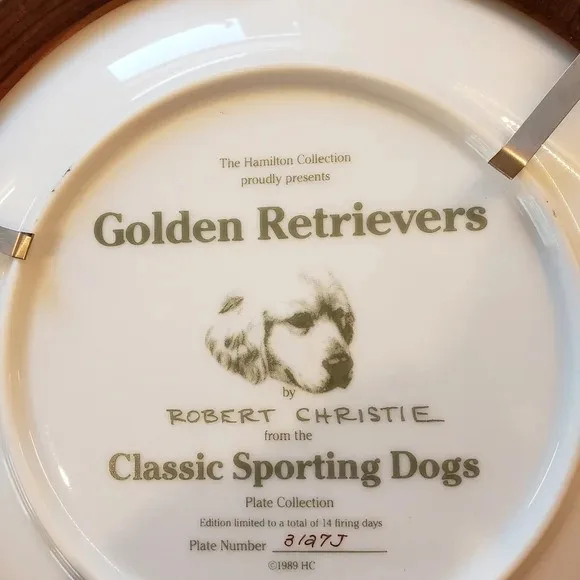 The Hamilton Collection
proudly presents
Golden Retrievers
by
ROBERT CHRISTIE
from the
Classic Sporting Dogs
Plate Collection
Edition limited to a total of 14 firing days
Plate Number 3127J
©1989 HC